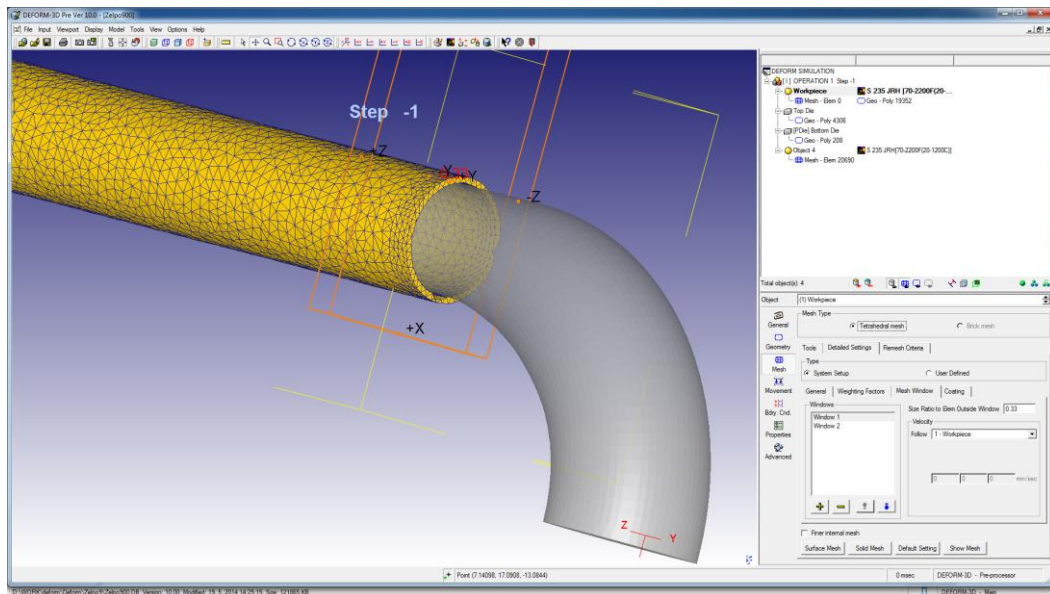 DEFORM-3D Pre Ver 10.0 - [Zelpo900]
File Input Viewport Display Model Tools View Options Help
Step -1
+Z
-Y +Y
-Z
+X
Z Y
DEFORM SIMULATION
[1] OPERATION 1 Step -1
Workpiece S 235 JRH [70-2200F(20-...
Mesh - Elem 0 Geo - Poly 19352
Top Die
Geo - Poly 4306
[PDie] Bottom Die
Geo - Poly 208
Object 4 S 235 JRH[70-2200F(20-1200C)]
Mesh - Elem 20690
Total object(s) 4
Object (1) Workpiece
General
Geometry
Mesh
Movement
Bdry. Cnd.
Properties
Advanced
Mesh Type
Tetrahedral mesh Brick mesh
Tools Detailed Settings Remesh Criteria
Type
System Setup User Defined
General Weighting Factors Mesh Window Coating
Windows
Window 1
Window 2
Size Ratio to Elem Outside Window 0.33
Velocity
Follow 1 - Workpiece
0 0 0 mm/sec
Finer internal mesh
Surface Mesh Solid Mesh Default Setting Show Mesh
Point (7.14098, 17.0908, -13.0844)
0 msec DEFORM-3D - Pre-processor
DEFORM-3D - Main